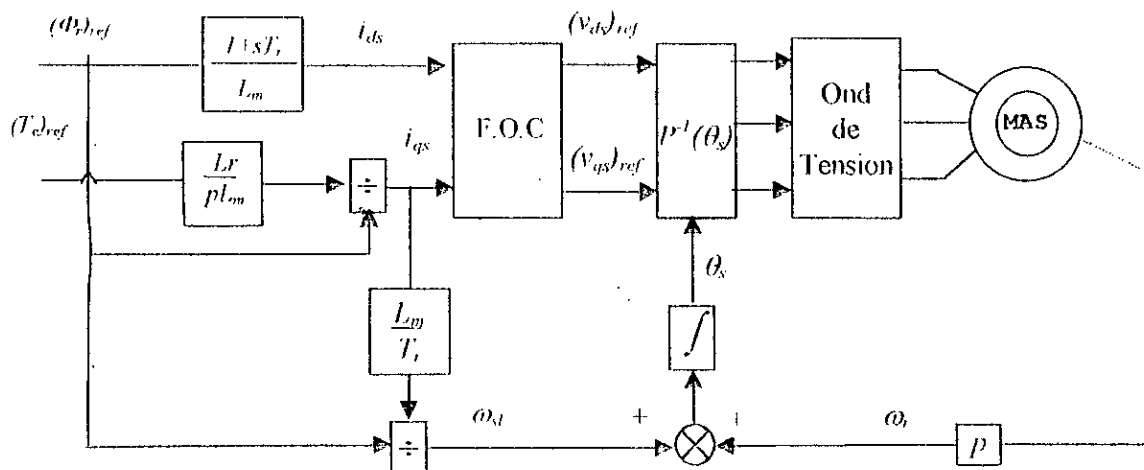 (Φr)ref
1+sTr
Lm
ids
(Te)ref
Lr
pLm
÷
iqs
F.O.C
(vds)ref
(vqs)ref
P-1(θs)
Ond
de
Tension
MAS
θs
∫
Lm
Tr
÷
ωsl
+
+
ωr
p